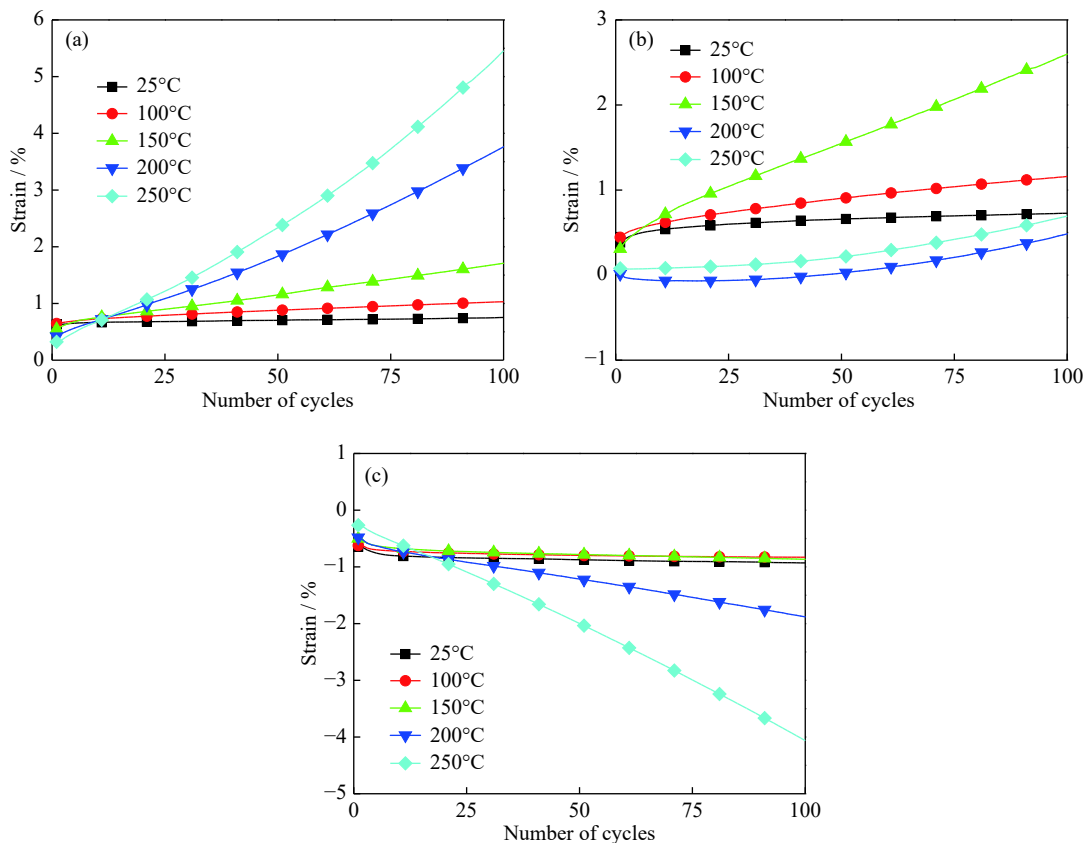 (a)
6
5
4
3
2
1
0
Strain / %
25°C
100°C
150°C
200°C
250°C
0 25 50 75 100
Number of cycles
(b)
3
2
1
0
−1
Strain / %
25°C
100°C
150°C
200°C
250°C
0 25 50 75 100
Number of cycles
(c)
1
0
−1
−2
−3
−4
−5
Strain / %
25°C
100°C
150°C
200°C
250°C
0 25 50 75 100
Number of cycles